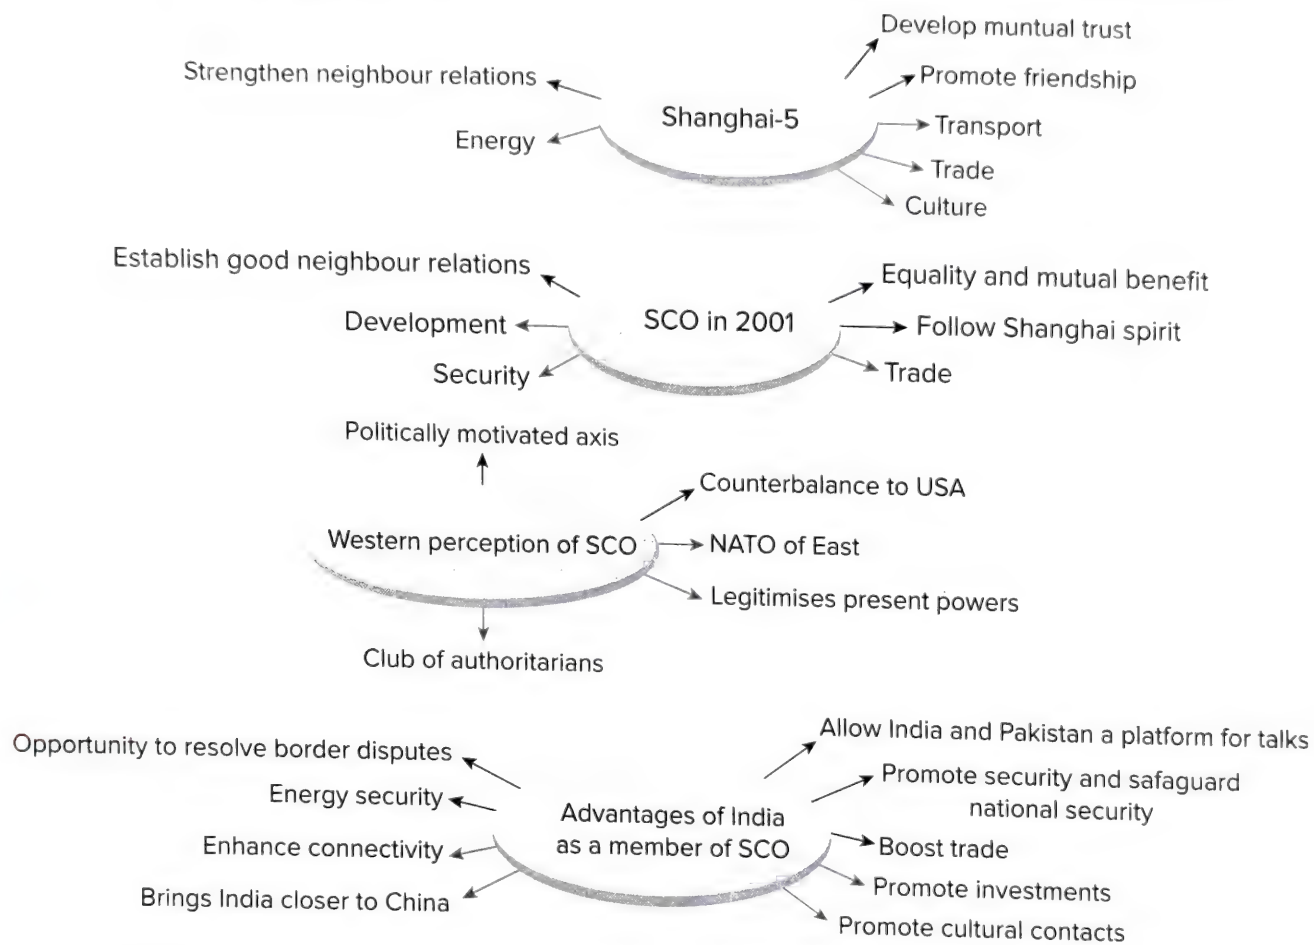 Develop muntual trust
Strengthen neighbour relations
Promote friendship
Shanghai-5
Transport
Energy
Trade
Culture
Establish good neighbour relations
Equality and mutual benefit
Development
SCO in 2001
Follow Shanghai spirit
Security
Trade
Politically motivated axis
Counterbalance to USA
Western perception of SCO
NATO of East
Legitimises present powers
Club of authoritarians
Allow India and Pakistan a platform for talks
Opportunity to resolve border disputes
Promote security and safaguard
national security
Energy security
Advantages of India
as a member of SCO
Enhance connectivity
Boost trade
Brings India closer to China
Promote investments
Promote cultural contacts